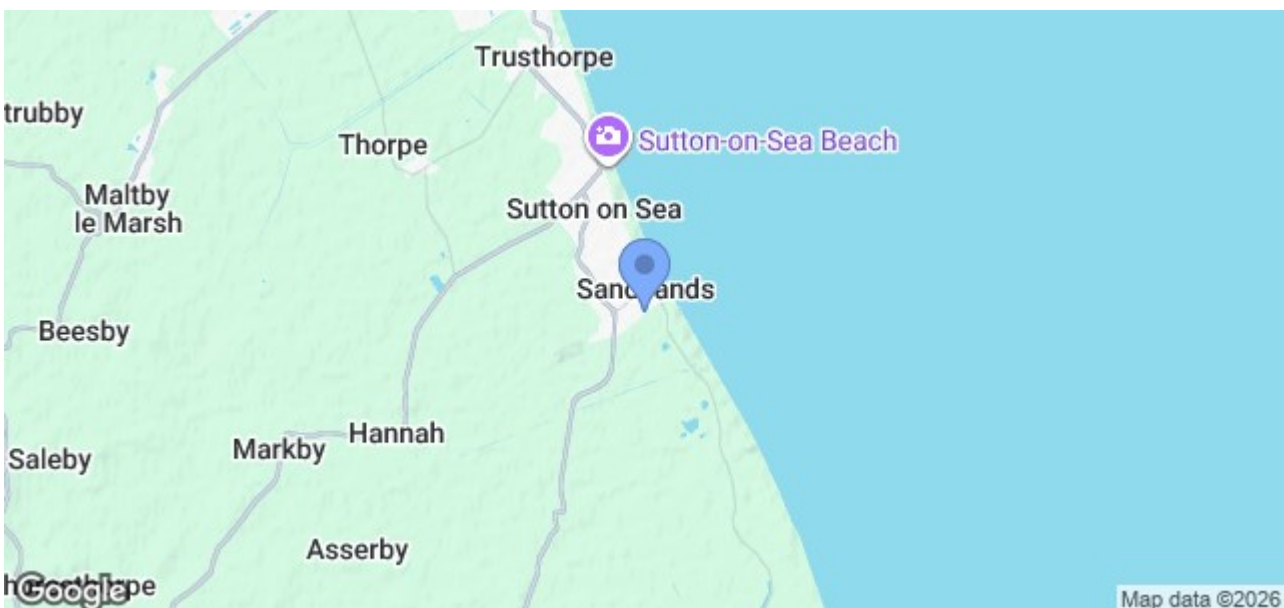 Trusthorpe
trubby
Thorpe
Sutton-on-Sea Beach
Maltby
le Marsh
Sutton on Sea
Beesby
Hannah
Markby
Saleby
Asserby
Google
Map data ©2026